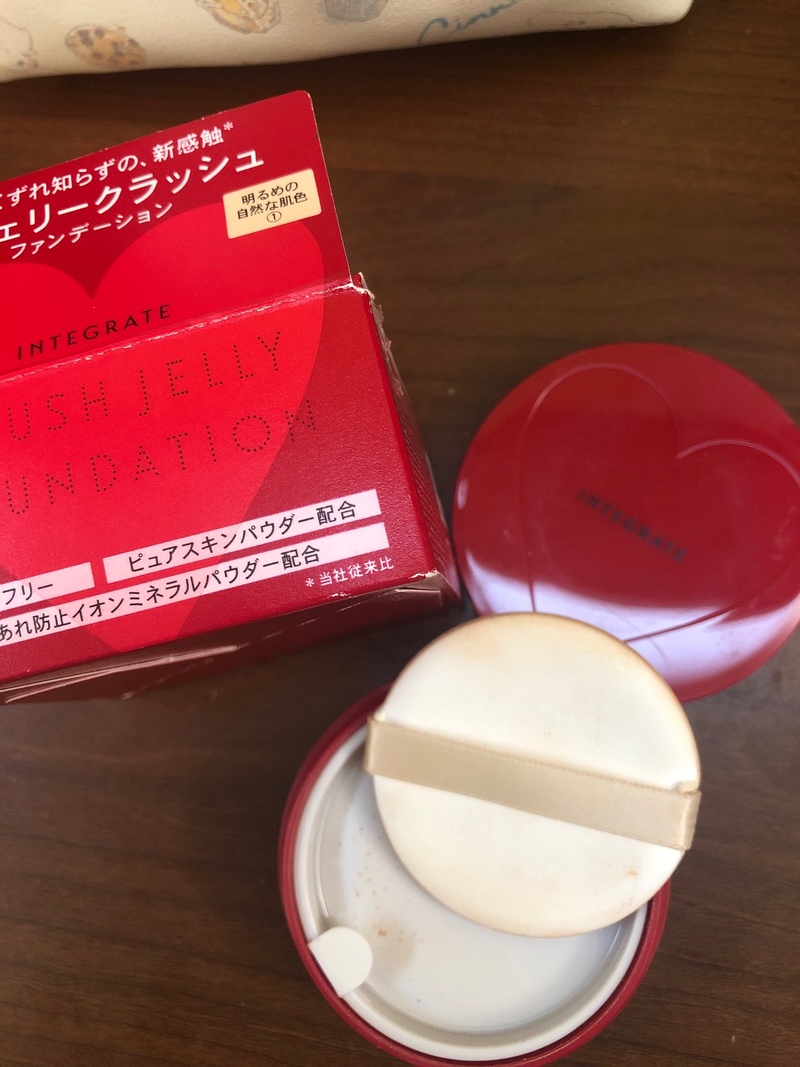 ずれ知らずの、新感触*
ェリークラッシュ
ファンデーション
明るめの
自然な肌色
①
INTEGRATE
USH JELLY
UNDATION
フリー
ピュアスキンパウダー配合
あれ防止イオンミネラルパウダー配合
*当社従来比
INTEGRATE